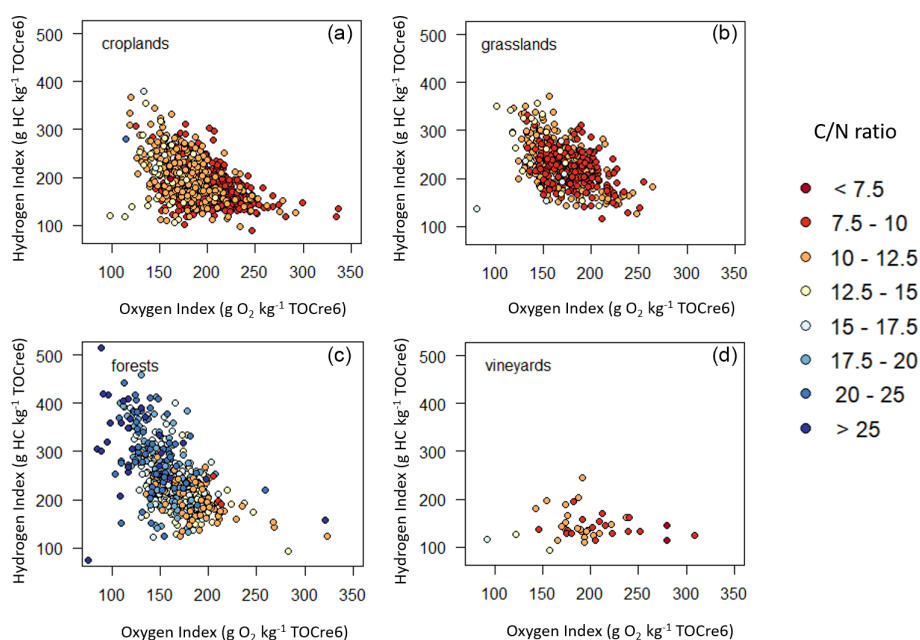 (a)
croplands
500
400
300
200
100
Hydrogen Index (g HC kg⁻¹ TOCre6)
100 150 200 250 300 350
Oxygen Index (g O₂ kg⁻¹ TOCre6)
(b)
grasslands
500
400
300
200
100
Hydrogen Index (g HC kg⁻¹ TOCre6)
100 150 200 250 300 350
Oxygen Index (g O₂ kg⁻¹ TOCre6)
(c)
forests
500
400
300
200
100
Hydrogen Index (g HC kg⁻¹ TOCre6)
100 150 200 250 300 350
Oxygen Index (g O₂ kg⁻¹ TOCre6)
(d)
vineyards
500
400
300
200
100
Hydrogen Index (g HC kg⁻¹ TOCre6)
100 150 200 250 300 350
Oxygen Index (g O₂ kg⁻¹ TOCre6)
C/N ratio
< 7.5
7.5 - 10
10 - 12.5
12.5 - 15
15 - 17.5
17.5 - 20
20 - 25
> 25